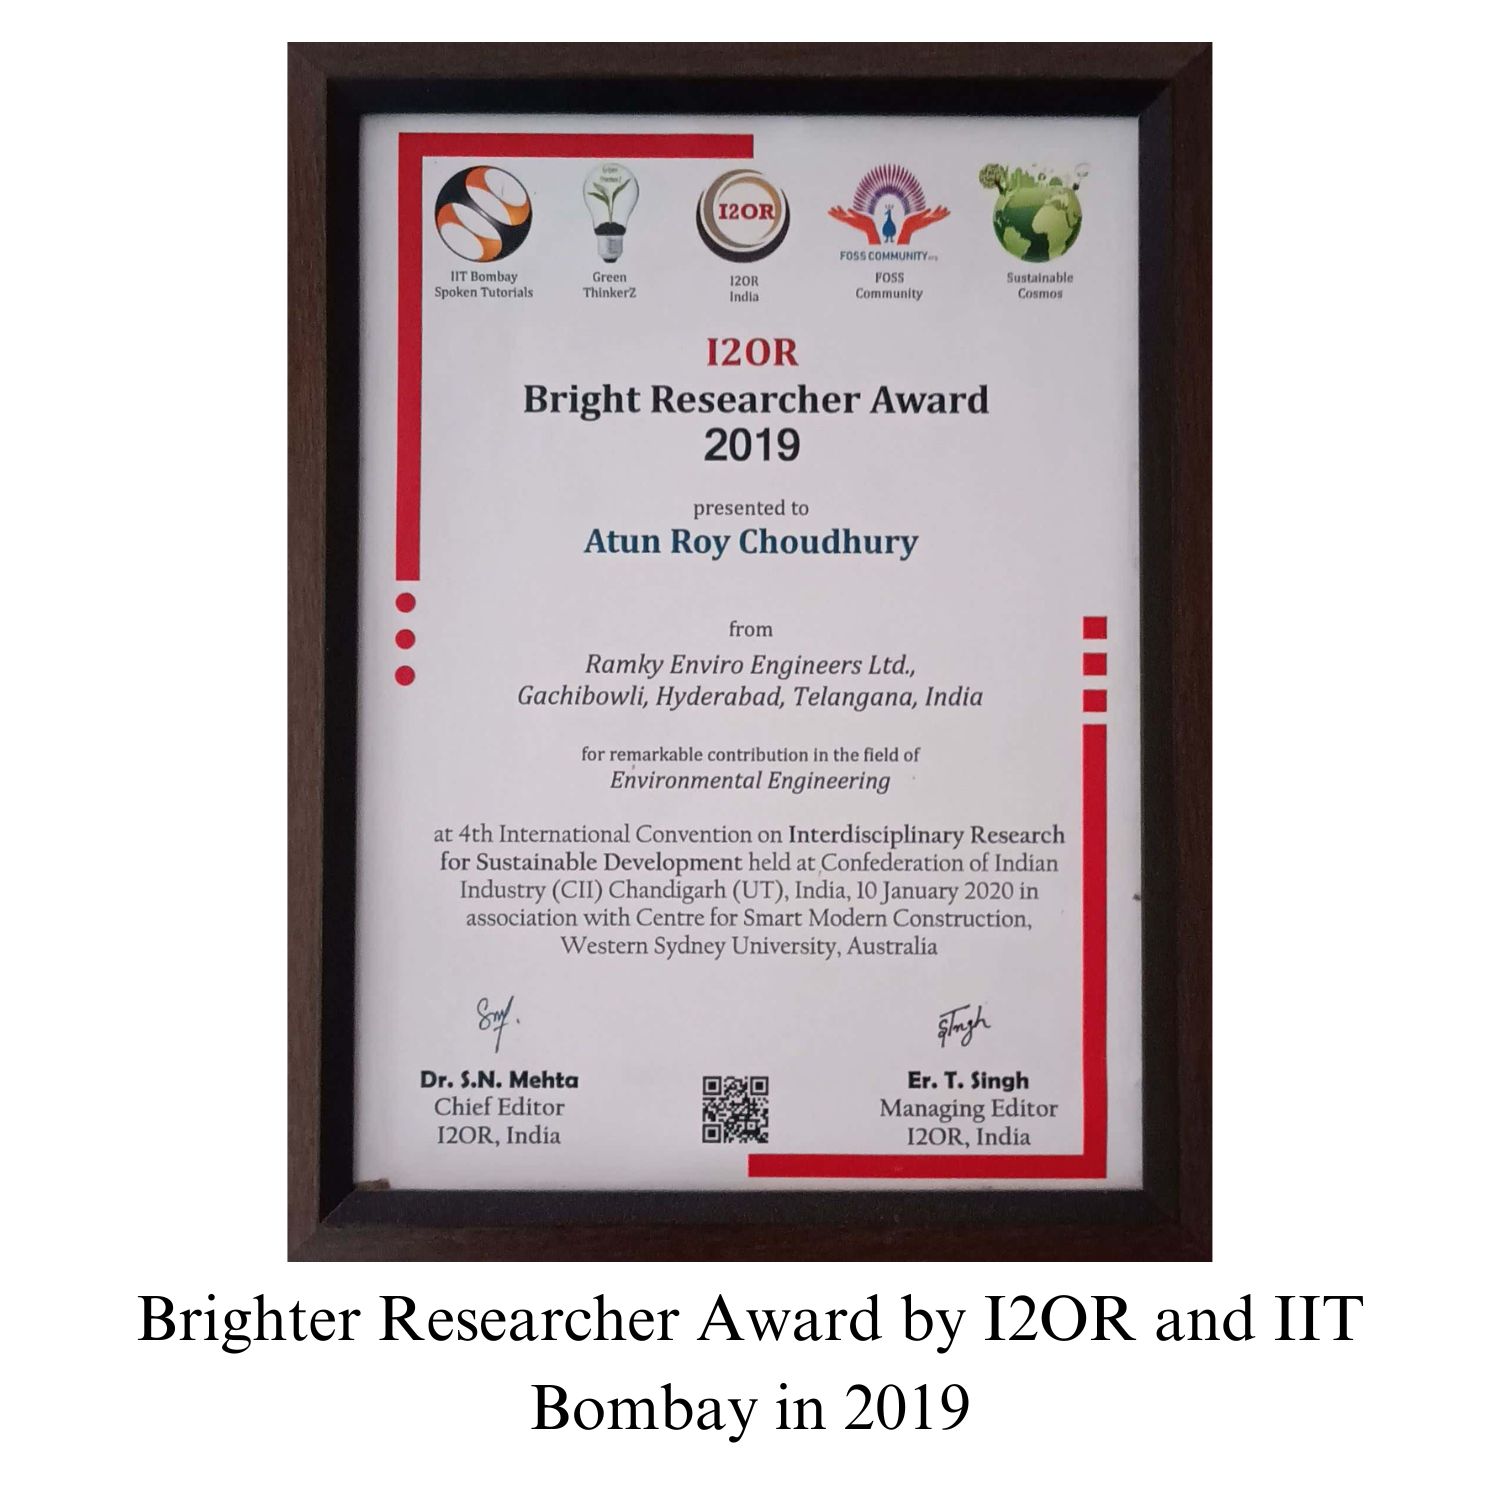 I2OR
FOSS COMMUNITY
IIT Bombay
Spoken Tutorials
Green
ThinkerZ
I2OR
India
FOSS
Community
Sustainable
Cosmos
I2OR
Bright Researcher Award
2019
presented to
Atun Roy Choudhury
from
Ramky Enviro Engineers Ltd.,
Gachibowli, Hyderabad, Telangana, India
for remarkable contribution in the field of
Environmental Engineering
at 4th International Convention on Interdisciplinary Research
for Sustainable Development held at Confederation of Indian
Industry (CII) Chandigarh (UT), India, 10 January 2020 in
association with Centre for Smart Modern Construction,
Western Sydney University, Australia
Dr. S.N. Mehta
Chief Editor
I2OR, India
Er. T. Singh
Managing Editor
I2OR, India
Brighter Researcher Award by I2OR and IIT
Bombay in 2019